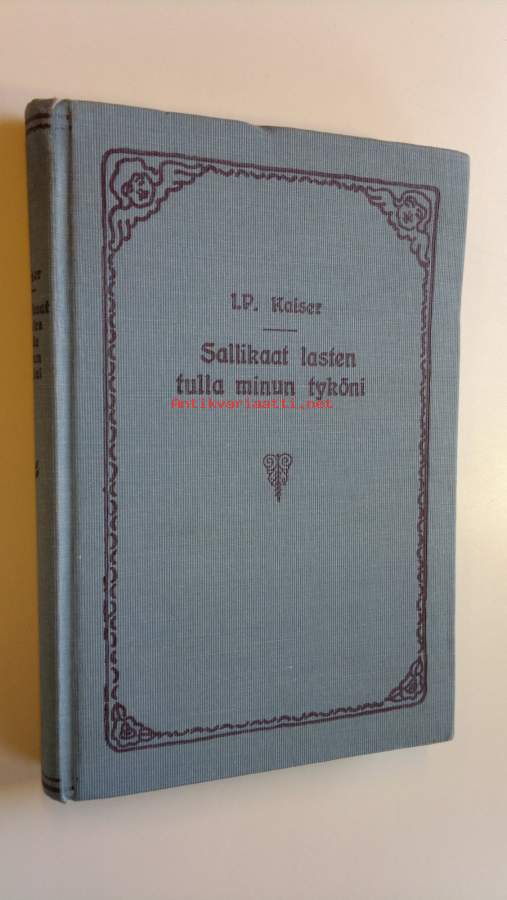 I.P. Kaiser
Sallikaat lasten
tulla minun tyköni
Antikvariaatti.net